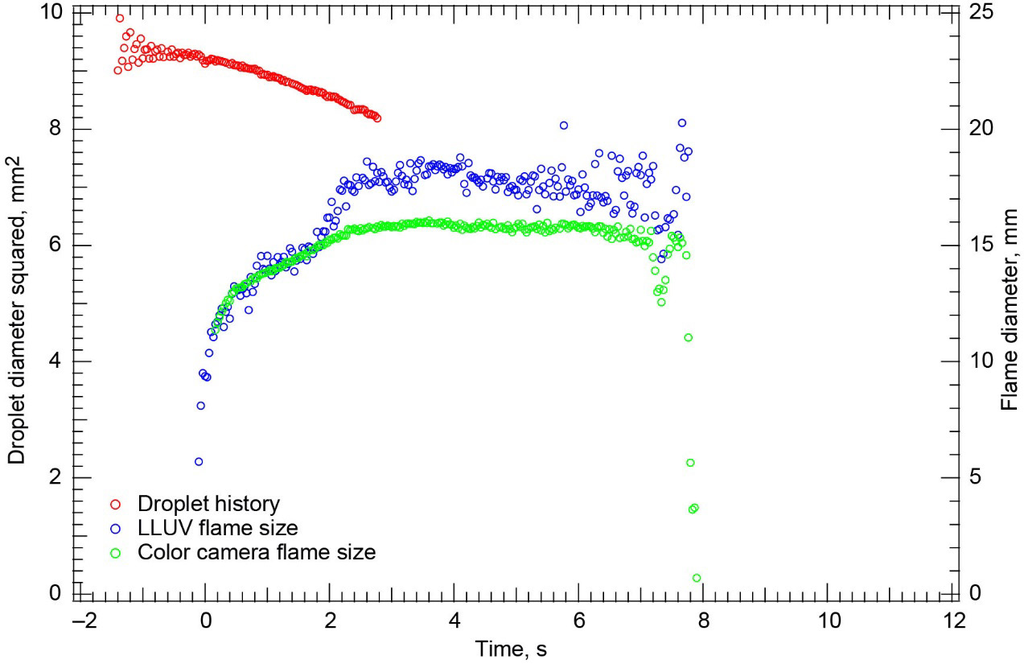 10
8
6
4
2
0
Droplet diameter squared, mm2
25
20
15
10
5
0
Flame diameter, mm
Droplet history
LLUV flame size
Color camera flame size
–2 0 2 4 6 8 10 12
Time, s